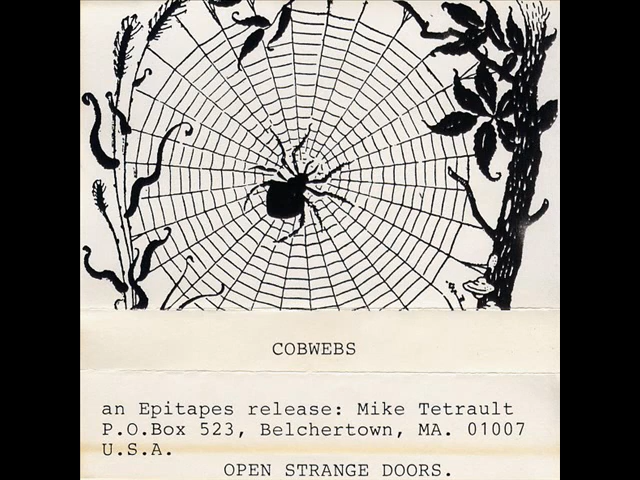 COBWEBS
an Epitapes release: Mike Tetrault
P.O.Box 523, Belchertown, MA. 01007
U.S.A.
OPEN STRANGE DOORS.